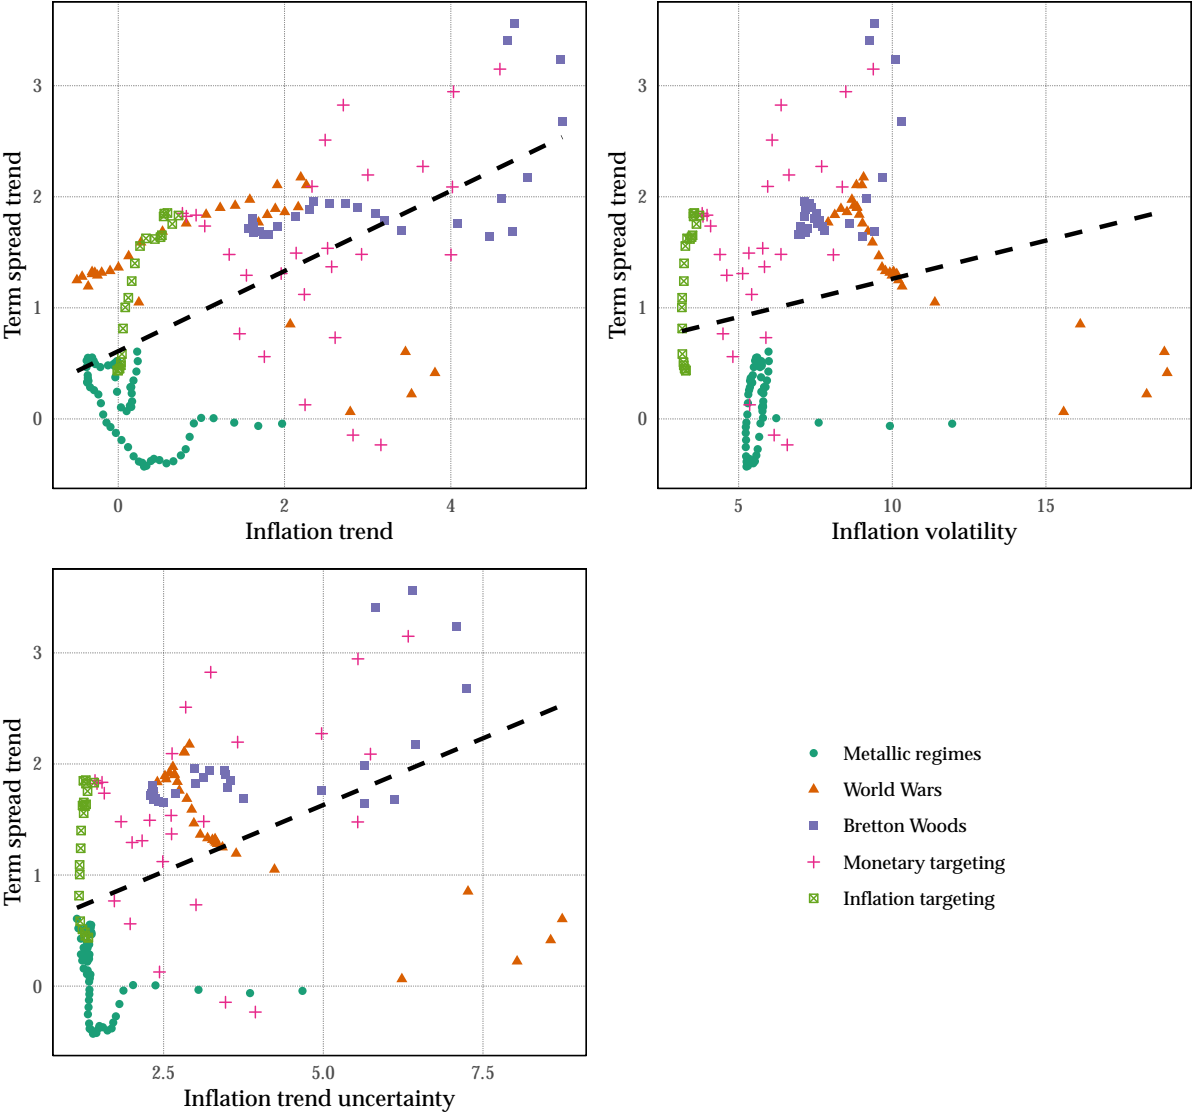 3
2
1
0
Term spread trend
0
2
4
Inflation trend
3
2
1
0
Term spread trend
5
10
15
Inflation volatility
3
2
1
0
Term spread trend
2.5
5.0
7.5
Inflation trend uncertainty
Metallic regimes
World Wars
Bretton Woods
Monetary targeting
Inflation targeting